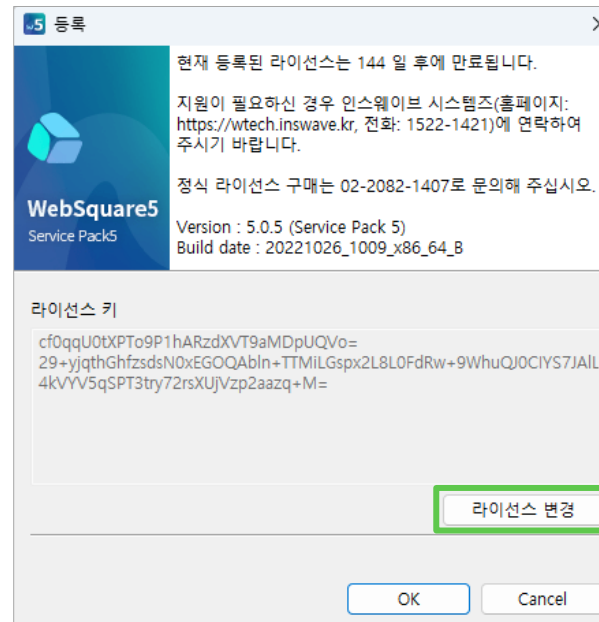 등록
현재 등록된 라이선스는 144 일 후에 만료됩니다.
지원이 필요하신 경우 인스웨이브 시스템즈(홈페이지:
https://wtech.inswave.kr, 전화: 1522-1421)에 연락하여
주시기 바랍니다.
정식 라이선스 구매는 02-2082-1407로 문의해 주십시오.
WebSquare5
Service Pack5
Version : 5.0.5 (Service Pack 5)
Build date : 20221026_1009_x86_64_B
라이선스 키
cf0qqU0tXPTo9P1hARzdXVT9aMDpUQVo=
29+yjqthGhfzsdsN0xEGOQAbln+TTMiLGspx2L8L0FdRw+9WhuQJ0CIYS7JAlL
4kVYV5qSPT3try72rsXUjVzp2aazq+M=
라이선스 변경
OK
Cancel